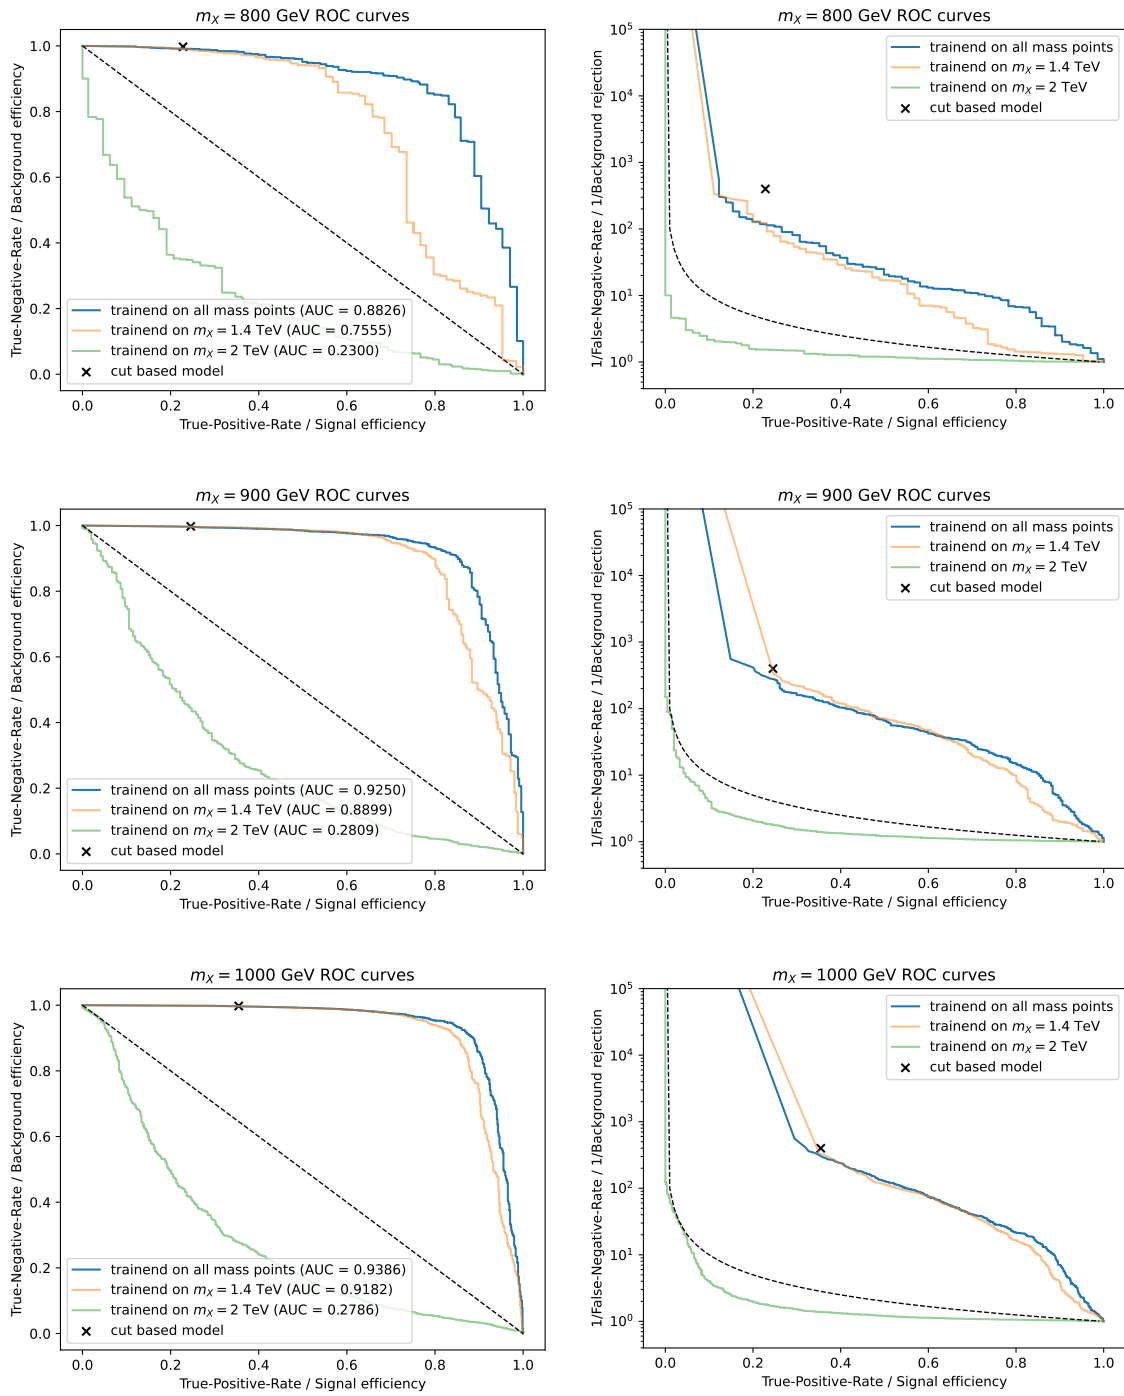 m_X = 800 GeV ROC curves
True-Negative-Rate / Background efficiency
1.0
0.8
0.6
0.4
0.2
0.0
trainend on all mass points (AUC = 0.8826)
trainend on m_X = 1.4 TeV (AUC = 0.7555)
trainend on m_X = 2 TeV (AUC = 0.2300)
cut based model
0.0 0.2 0.4 0.6 0.8 1.0
True-Positive-Rate / Signal efficiency
m_X = 800 GeV ROC curves
1/False-Negative-Rate / 1/Background rejection
10^5
10^4
10^3
10^2
10^1
10^0
trainend on all mass points
trainend on m_X = 1.4 TeV
trainend on m_X = 2 TeV
cut based model
0.0 0.2 0.4 0.6 0.8 1.0
True-Positive-Rate / Signal efficiency
m_X = 900 GeV ROC curves
True-Negative-Rate / Background efficiency
1.0
0.8
0.6
0.4
0.2
0.0
trainend on all mass points (AUC = 0.9250)
trainend on m_X = 1.4 TeV (AUC = 0.8899)
trainend on m_X = 2 TeV (AUC = 0.2809)
cut based model
0.0 0.2 0.4 0.6 0.8 1.0
True-Positive-Rate / Signal efficiency
m_X = 900 GeV ROC curves
1/False-Negative-Rate / 1/Background rejection
10^5
10^4
10^3
10^2
10^1
10^0
trainend on all mass points
trainend on m_X = 1.4 TeV
trainend on m_X = 2 TeV
cut based model
0.0 0.2 0.4 0.6 0.8 1.0
True-Positive-Rate / Signal efficiency
m_X = 1000 GeV ROC curves
True-Negative-Rate / Background efficiency
1.0
0.8
0.6
0.4
0.2
0.0
trainend on all mass points (AUC = 0.9386)
trainend on m_X = 1.4 TeV (AUC = 0.9182)
trainend on m_X = 2 TeV (AUC = 0.2786)
cut based model
0.0 0.2 0.4 0.6 0.8 1.0
True-Positive-Rate / Signal efficiency
m_X = 1000 GeV ROC curves
1/False-Negative-Rate / 1/Background rejection
10^5
10^4
10^3
10^2
10^1
10^0
trainend on all mass points
trainend on m_X = 1.4 TeV
trainend on m_X = 2 TeV
cut based model
0.0 0.2 0.4 0.6 0.8 1.0
True-Positive-Rate / Signal efficiency